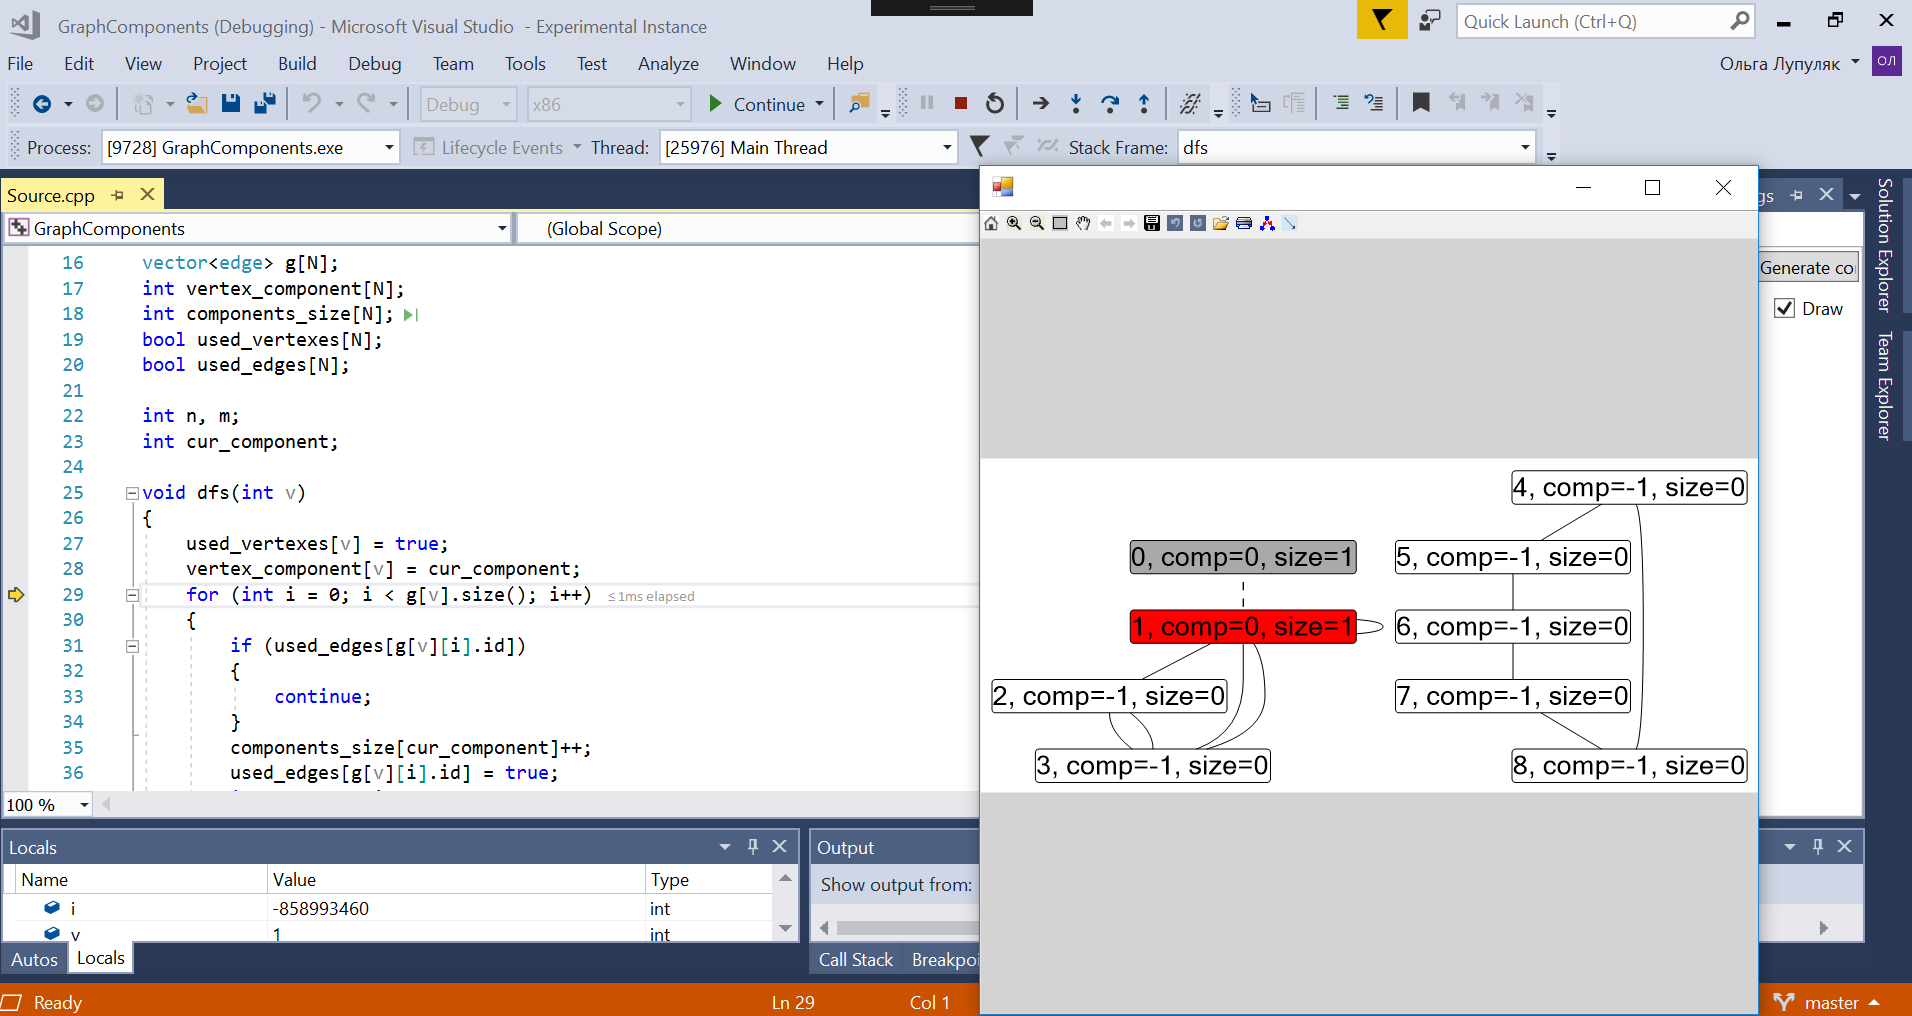 GraphComponents (Debugging) - Microsoft Visual Studio - Experimental Instance
Quick Launch (Ctrl+Q)
File Edit View Project Build Debug Team Tools Test Analyze Window Help
Ольга Лупуляк
ОЛ
Debug
x86
Continue
Process: [9728] GraphComponents.exe
Lifecycle Events
Thread: [25976] Main Thread
Stack Frame: dfs
Source.cpp
GraphComponents
(Global Scope)
16 vector<edge> g[N];
17 int vertex_component[N];
18 int components_size[N];
19 bool used_vertexes[N];
20 bool used_edges[N];
21
22 int n, m;
23 int cur_component;
24
25 void dfs(int v)
26 {
27 used_vertexes[v] = true;
28 vertex_component[v] = cur_component;
29 for (int i = 0; i < g[v].size(); i++) ≤1ms elapsed
30 {
31 if (used_edges[g[v][i].id])
32 {
33 continue;
34 }
35 components_size[cur_component]++;
36 used_edges[g[v][i].id] = true;
100 %
4, comp=-1, size=0
0, comp=0, size=1
5, comp=-1, size=0
1, comp=0, size=1
6, comp=-1, size=0
2, comp=-1, size=0
7, comp=-1, size=0
3, comp=-1, size=0
8, comp=-1, size=0
gs
Generate co
Draw
Solution Explorer
Team Explorer
Locals
Name Value Type
i -858993460 int
v 1 int
Autos Locals
Output
Show output from:
Call Stack Breakpoi
Ready
Ln 29
Col 1
master